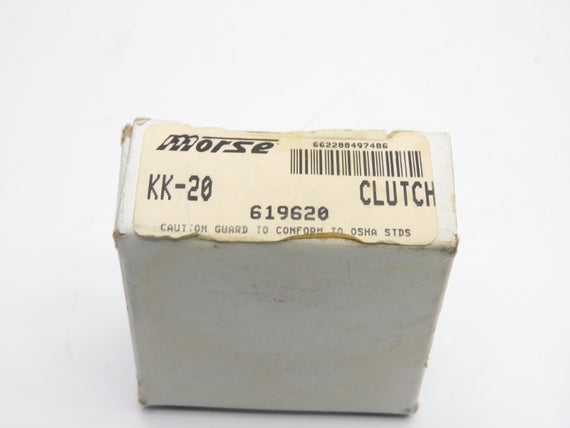 Morse
662288497486
KK-20 CLUTCH
619620
CAUTION GUARD TO CONFORM TO OSHA STDS